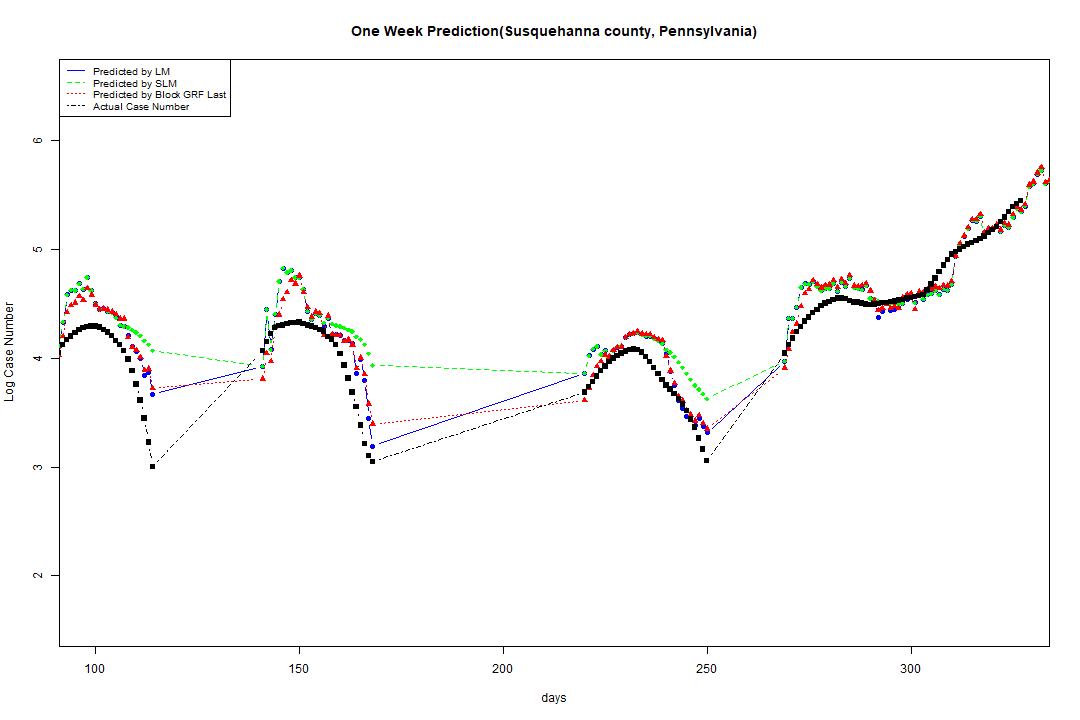 One Week Prediction(Susquehanna county, Pennsylvania)
Predicted by LM
Predicted by SLM
Predicted by Block GRF Last
Actual Case Number
Log Case Number
6
5
4
3
2
100 150 200 250 300
days